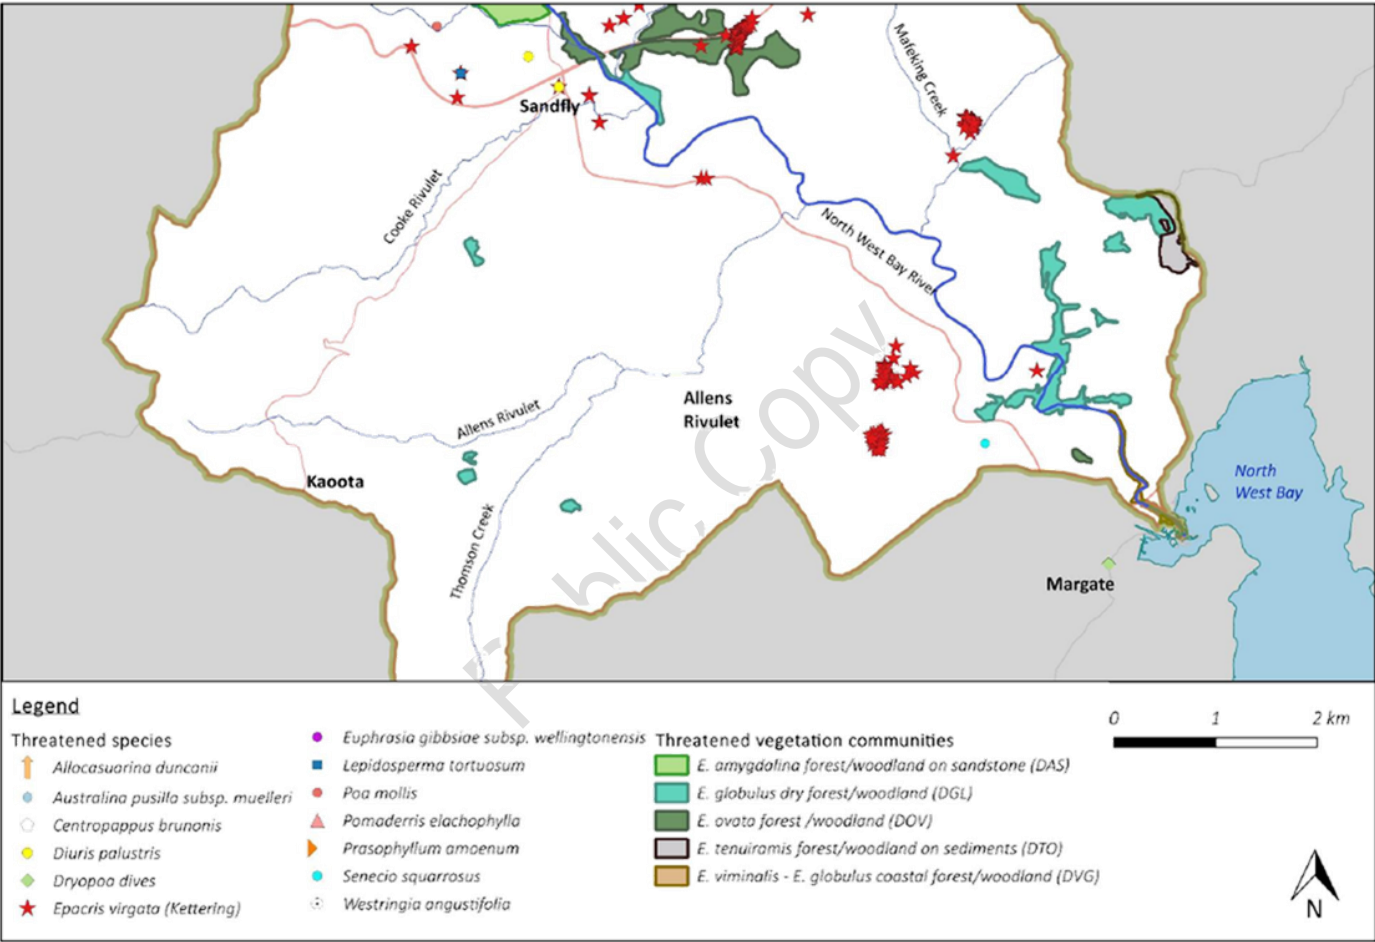 Mafeking Creek
Sandfly
Cooke Rivulet
North West Bay River
Allens
Rivulet
Allens Rivulet
Kaoota
Thomson Creek
North
West Bay
Margate
Public Copy
Legend
Threatened species
Allocasuarina duncanii
Australina pusilla subsp. muelleri
Centropappus brunonis
Diuris palustris
Dryopoa dives
Epacris virgata (Kettering)
Euphrasia gibbsiae subsp. wellingtonensis
Lepidosperma tortuosum
Poa mollis
Pomaderris elachophylla
Prasophyllum amoenum
Senecio squarrosus
Westringia angustifolia
Threatened vegetation communities
E. amygdalina forest/woodland on sandstone (DAS)
E. globulus dry forest/woodland (DGL)
E. ovata forest /woodland (DOV)
E. tenuiramis forest/woodland on sediments (DTO)
E. viminalis - E. globulus coastal forest/woodland (DVG)
0 1 2 km
N